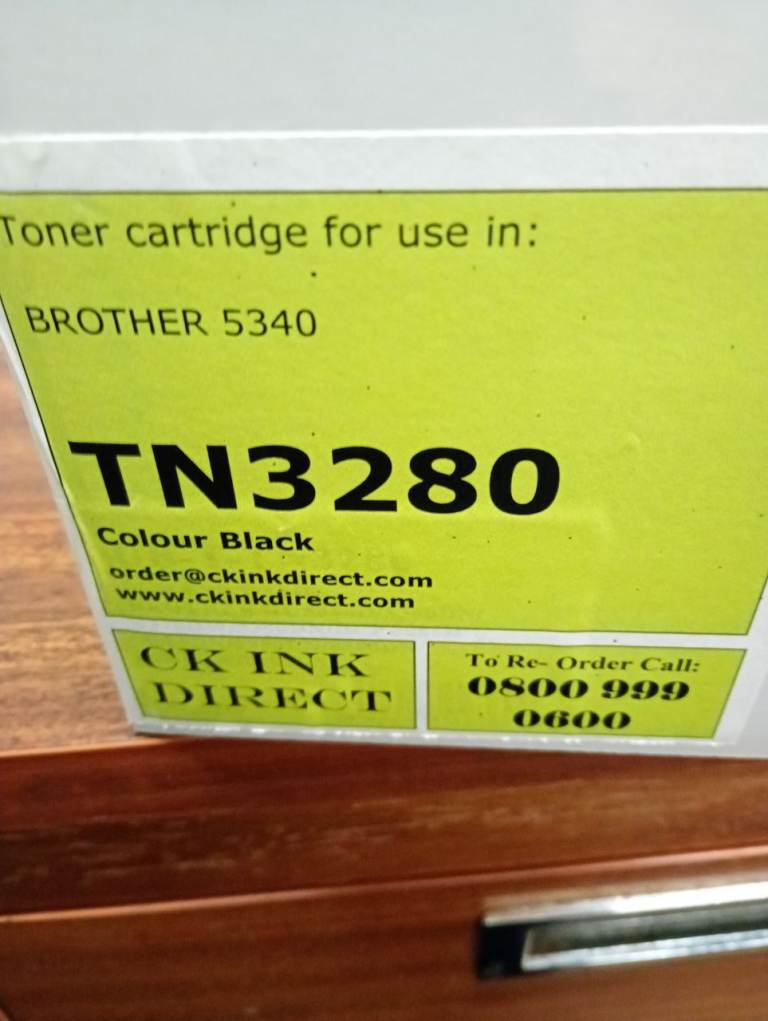 Toner cartridge for use in:
BROTHER 5340
TN3280
Colour Black
order@ckinkdirect.com
www.ckinkdirect.com
CK INK
DIRECT
To Re- Order Call:
0800 999
0600